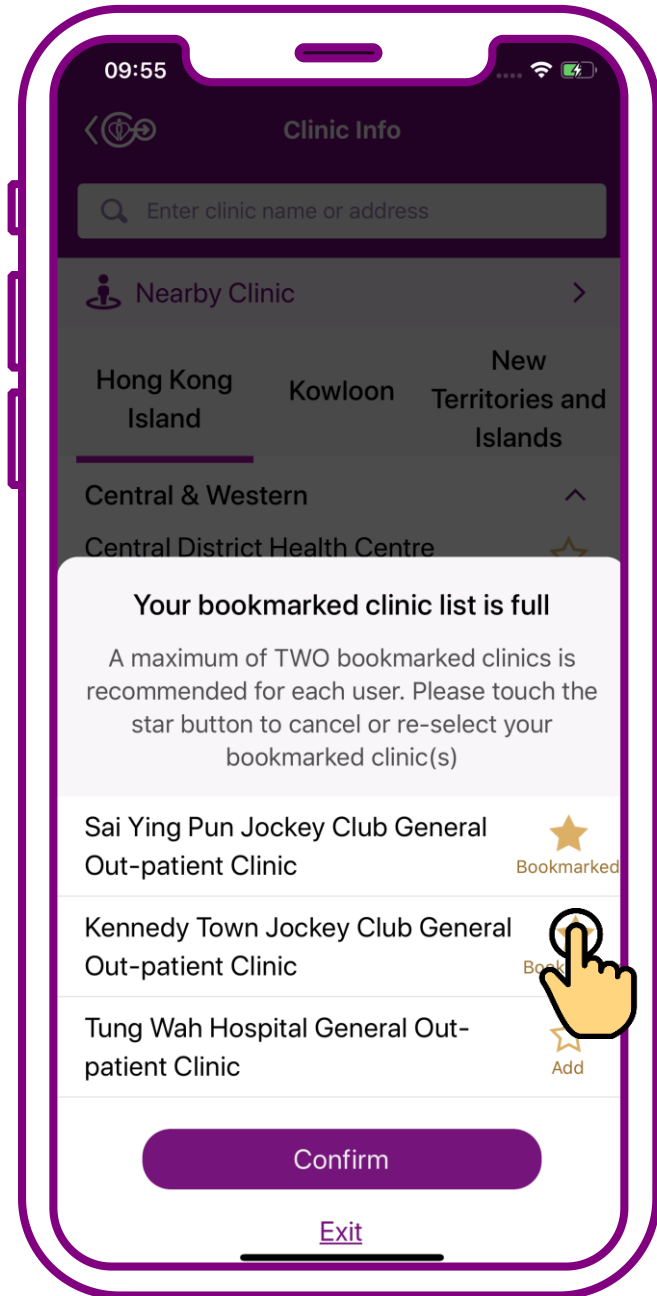 09:55
Clinic Info
Enter clinic name or address
Nearby Clinic
Hong Kong
Island
Kowloon
New
Territories and
Islands
Central & Western
Central District Health Centre
Your bookmarked clinic list is full
A maximum of TWO bookmarked clinics is
recommended for each user. Please touch the
star button to cancel or re-select your
bookmarked clinic(s)
Sai Ying Pun Jockey Club General
Out-patient Clinic
Bookmarked
Kennedy Town Jockey Club General
Out-patient Clinic
Tung Wah Hospital General Out-
patient Clinic
Add
Confirm
Exit